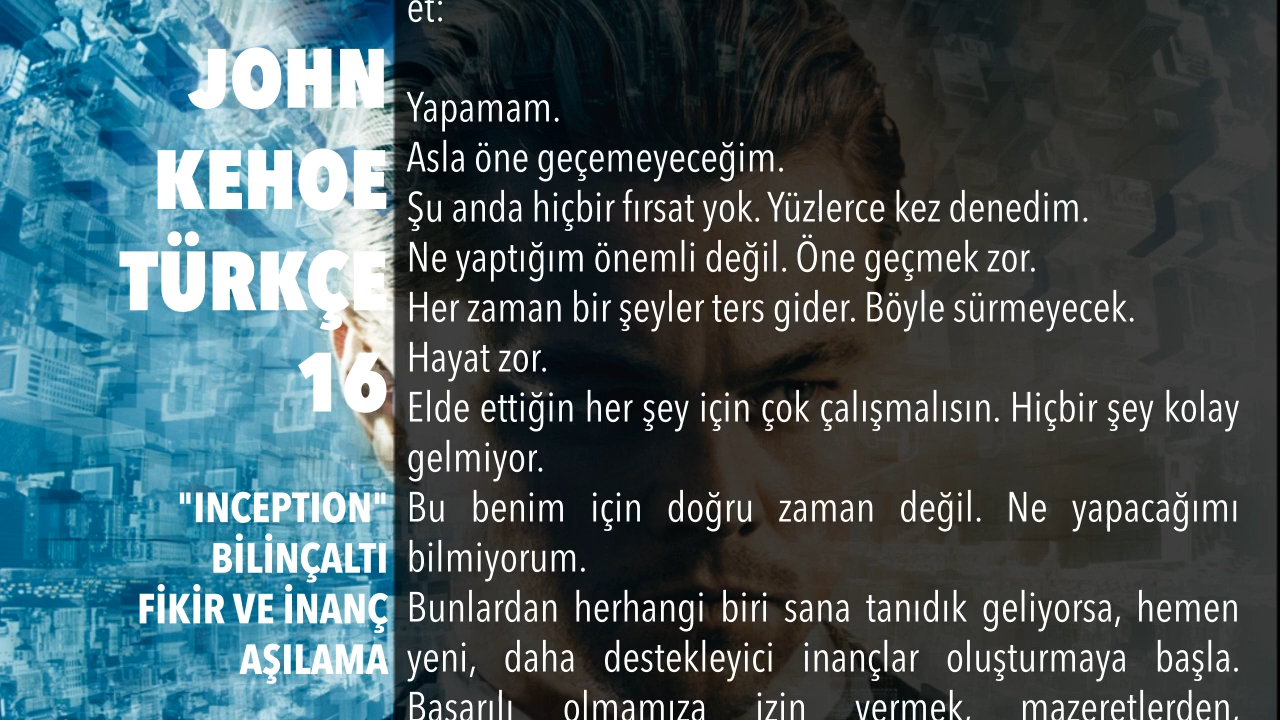 JOHN
KEHOE
TÜRKÇE
16
"INCEPTION"
BİLİNÇALTI
FİKİR VE İNANÇ
AŞILAMA
et:
Yapamam.
Asla öne geçemeyeceğim.
Şu anda hiçbir fırsat yok. Yüzlerce kez denedim.
Ne yaptığım önemli değil. Öne geçmek zor.
Her zaman bir şeyler ters gider. Böyle sürmeyecek.
Hayat zor.
Elde ettiğin her şey için çok çalışmalısın. Hiçbir şey kolay
gelmiyor.
Bu benim için doğru zaman değil. Ne yapacağımı
bilmiyorum.
Bunlardan herhangi biri sana tanıdık geliyorsa, hemen
yeni, daha destekleyici inançlar oluşturmaya başla.
Başarılı olmamıza izin vermek, mazeretlerden,